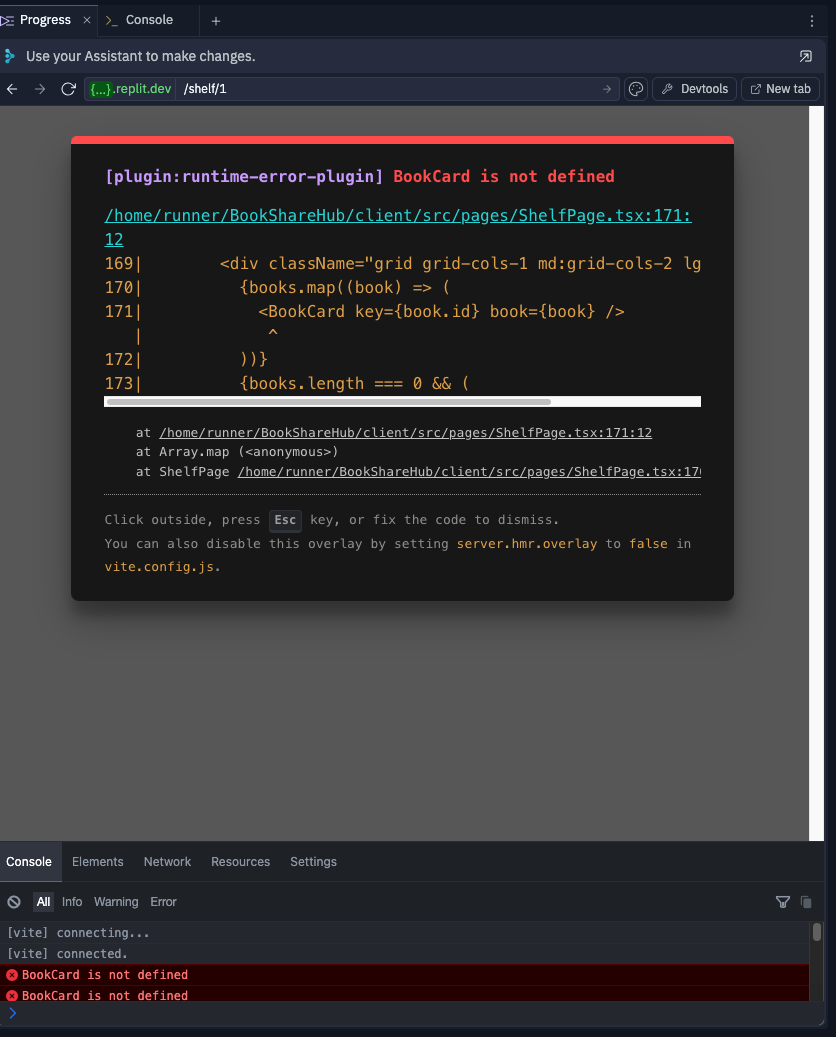 Progress × Console +
Use your Assistant to make changes.
{...}.replit.dev /shelf/1 Devtools New tab
[plugin:runtime-error-plugin] BookCard is not defined
/home/runner/BookShareHub/client/src/pages/ShelfPage.tsx:171:
12
169|        <div className="grid grid-cols-1 md:grid-cols-2 lg
170|          {books.map((book) => (
171|            <BookCard key={book.id} book={book} />
   |             ^
172|          ))}
173|          {books.length === 0 && (
at /home/runner/BookShareHub/client/src/pages/ShelfPage.tsx:171:12
at Array.map (<anonymous>)
at ShelfPage /home/runner/BookShareHub/client/src/pages/ShelfPage.tsx:17
Click outside, press Esc key, or fix the code to dismiss.
You can also disable this overlay by setting server.hmr.overlay to false in
vite.config.js.
Console Elements Network Resources Settings
All Info Warning Error
[vite] connecting...
[vite] connected.
BookCard is not defined
BookCard is not defined